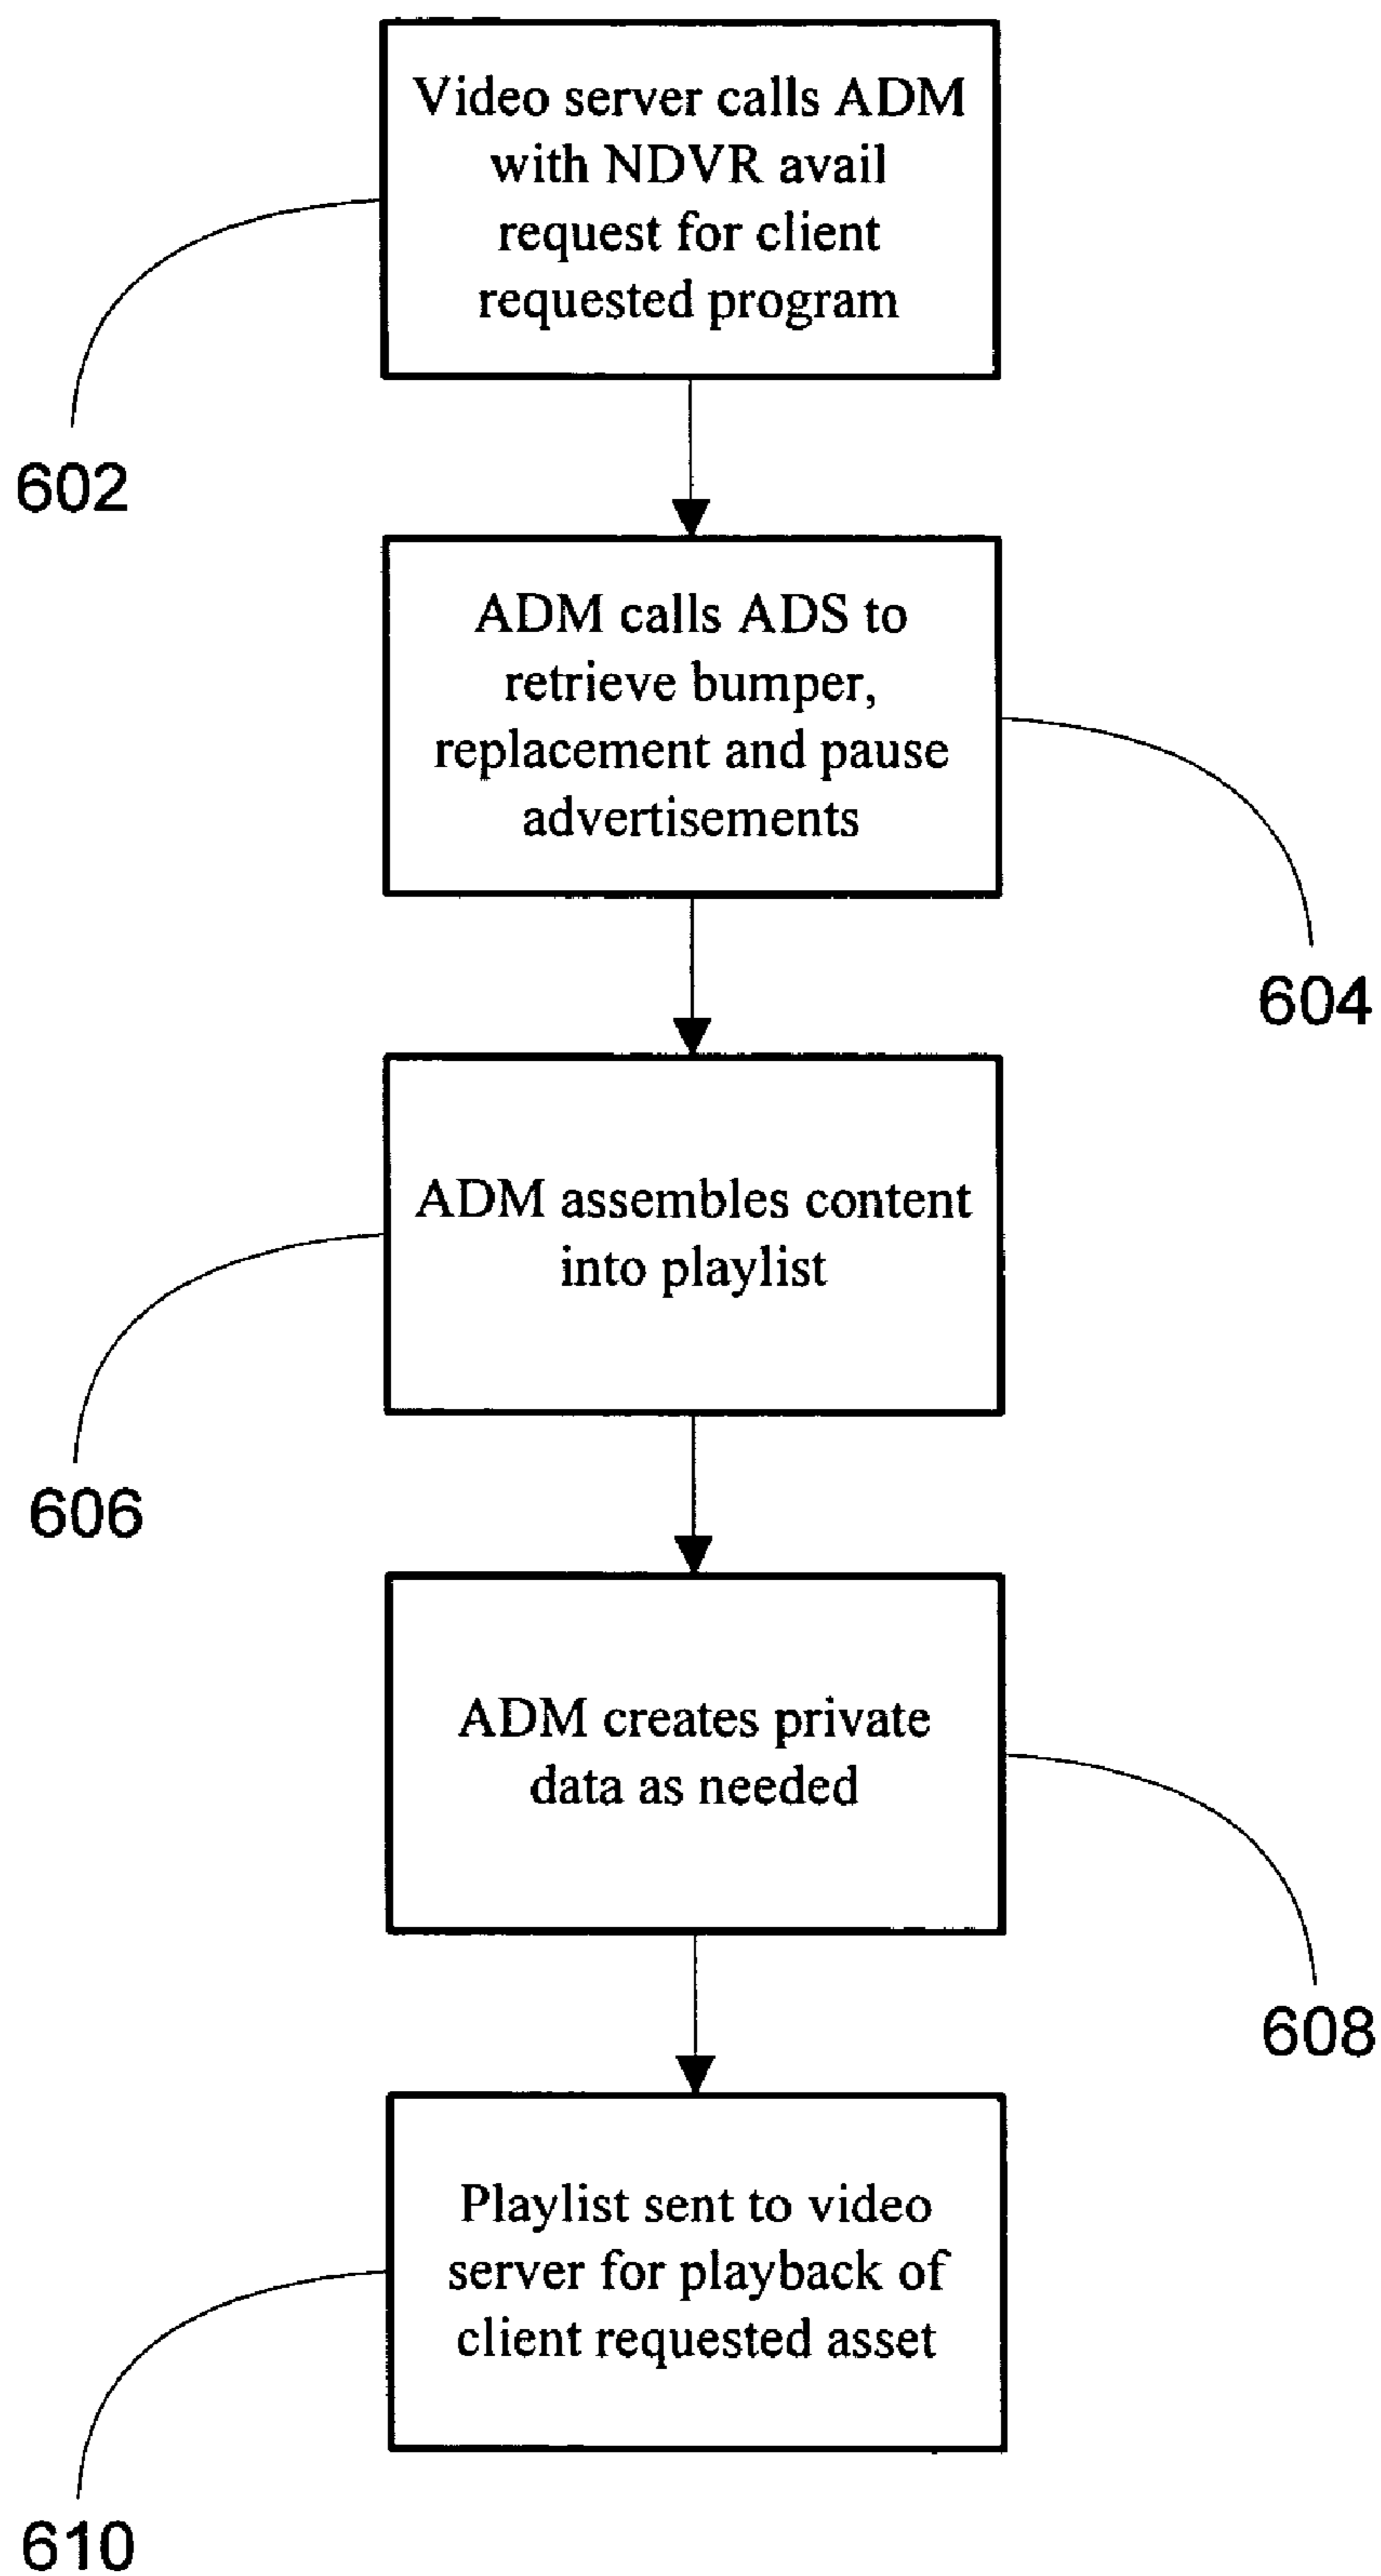 Video server calls ADM
with NDVR avail
request for client
requested program
602
ADM calls ADS to
retrieve bumper,
replacement and pause
advertisements
604
ADM assembles content
into playlist
606
ADM creates private
data as needed
608
Playlist sent to video
server for playback of
client requested asset
610